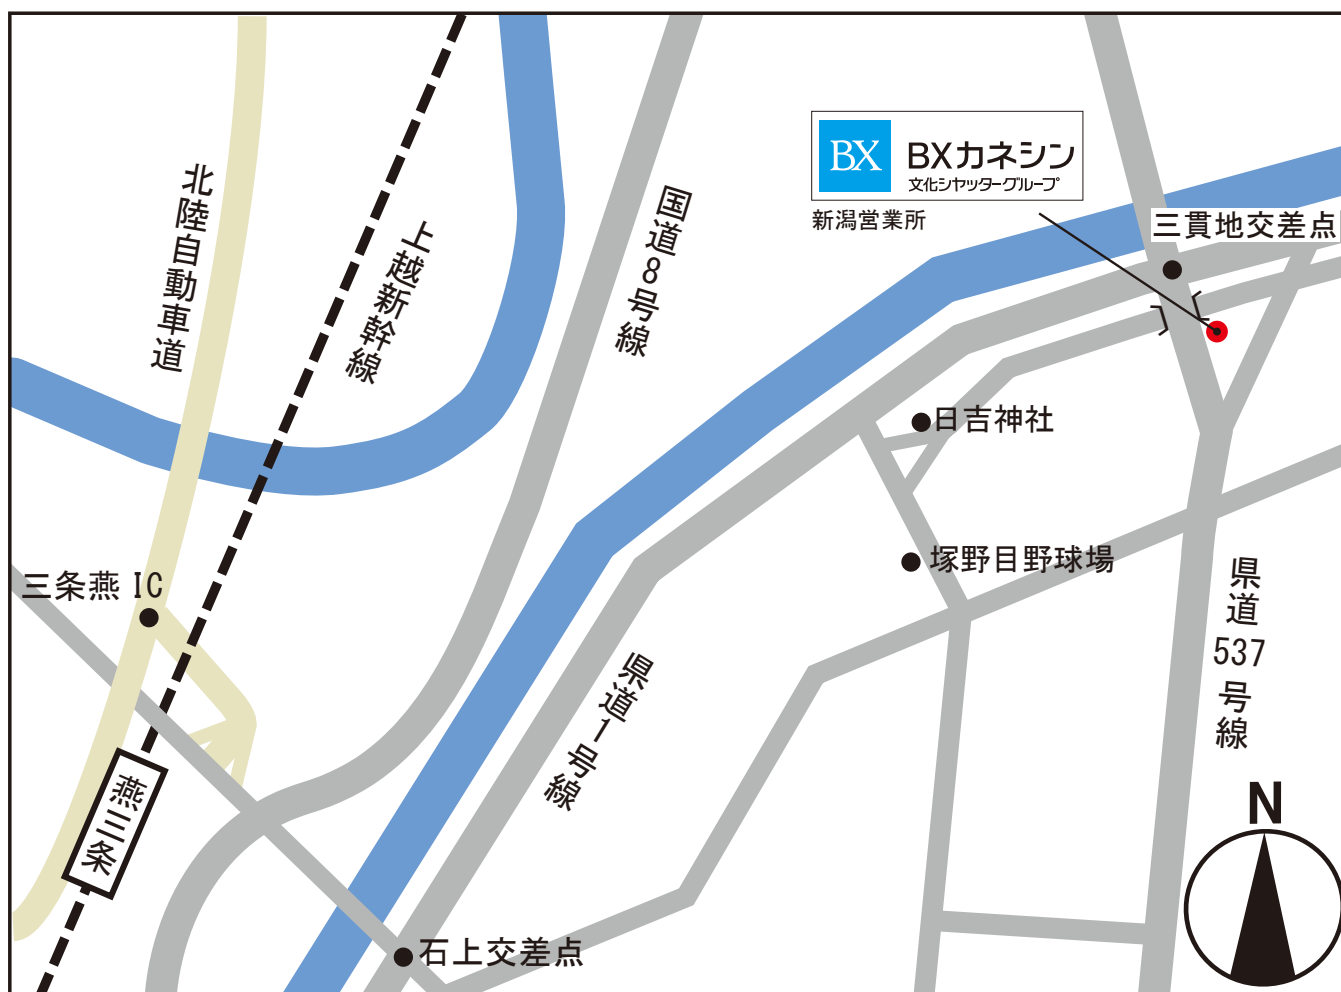 北陸自動車道
上越新幹線
国道8号線
BX
BXカネシン
文化シヤッターグループ
新潟営業所
三貫地交差点
日吉神社
塚野目野球場
三条燕 IC
県道1号線
県道537号線
燕三条
石上交差点
N